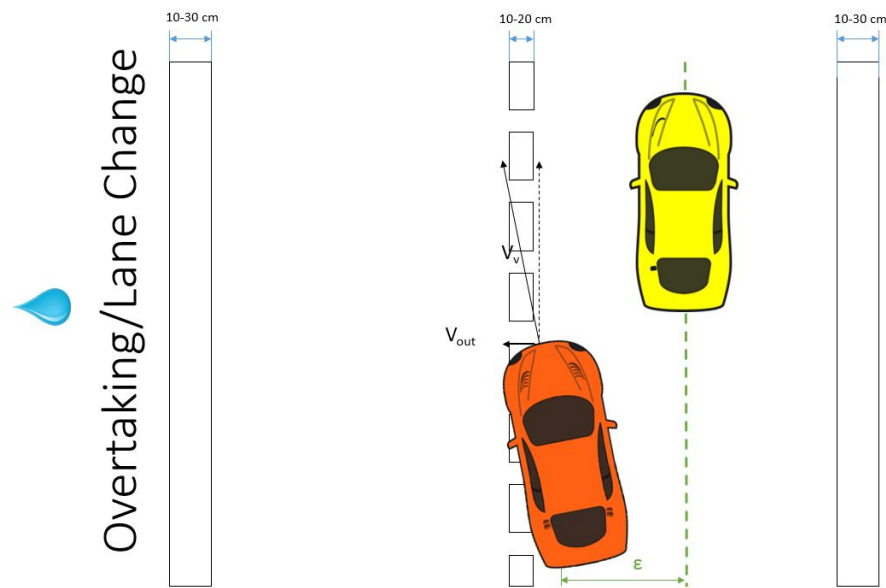 10-30 cm
10-20 cm
10-30 cm
Overtaking/Lane Change
Vv
Vout
ε